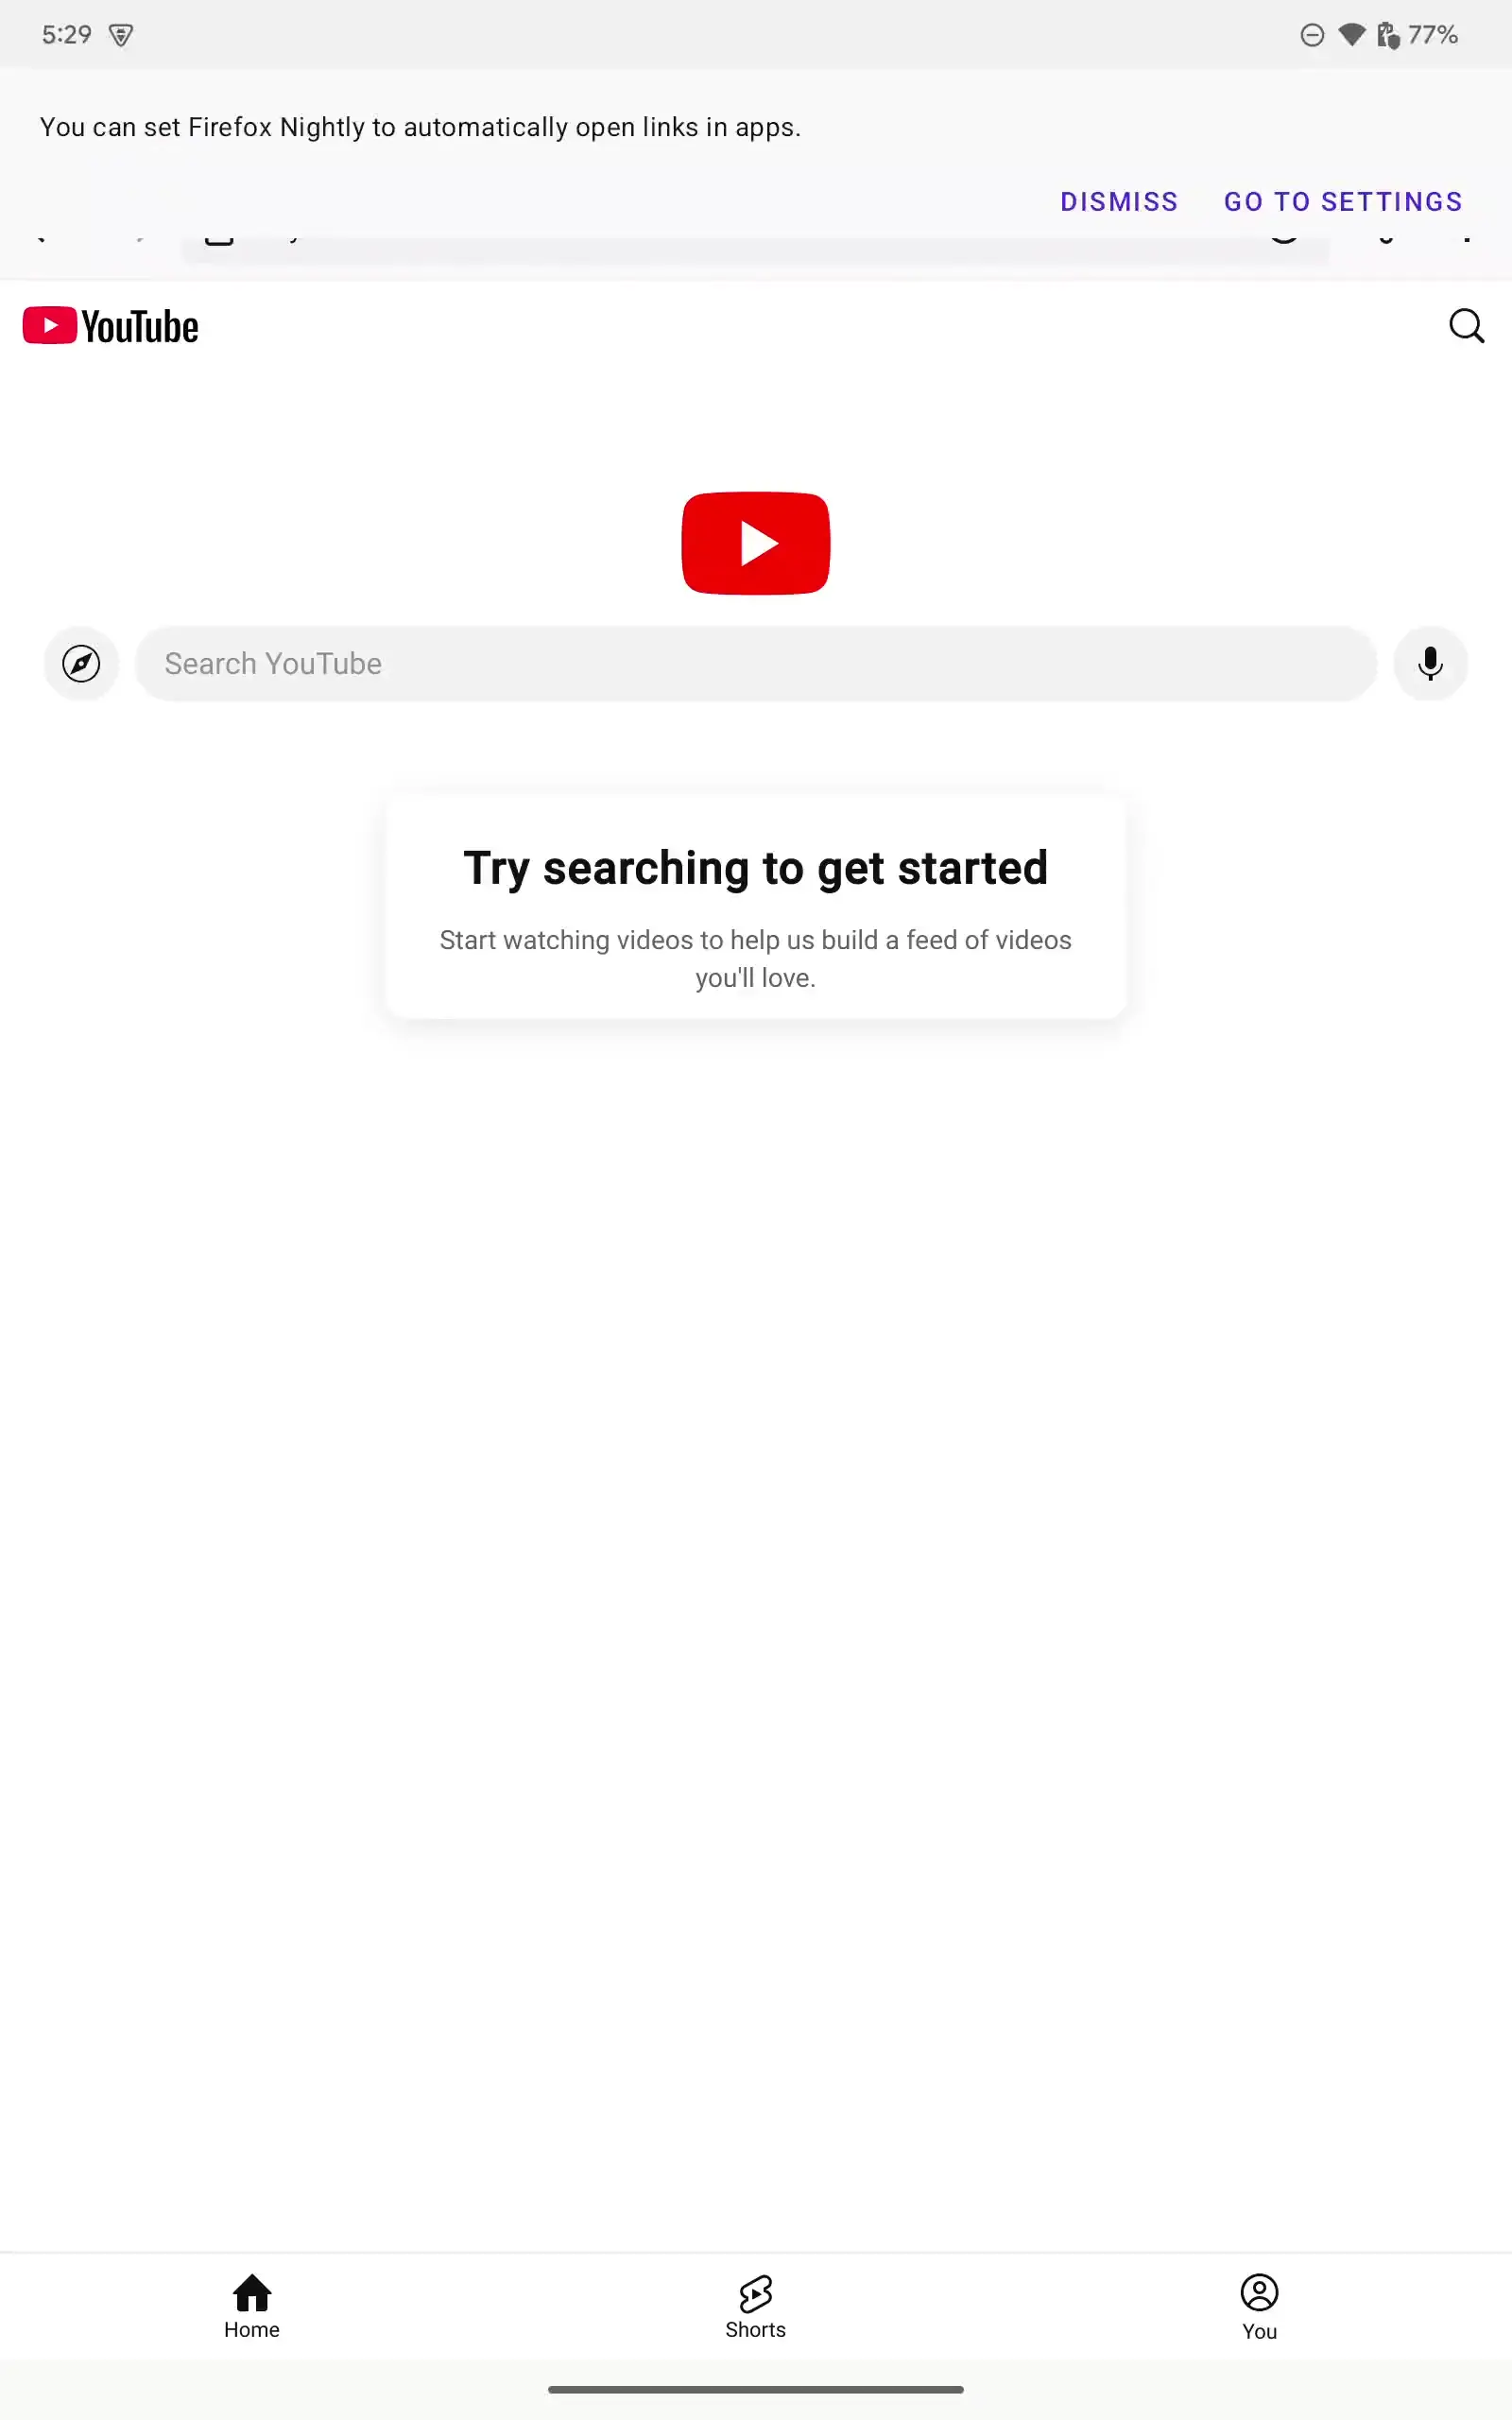 5:29
77%
You can set Firefox Nightly to automatically open links in apps.
DISMISS GO TO SETTINGS
YouTube
Search YouTube
Try searching to get started
Start watching videos to help us build a feed of videos
you'll love.
Home
Shorts
You